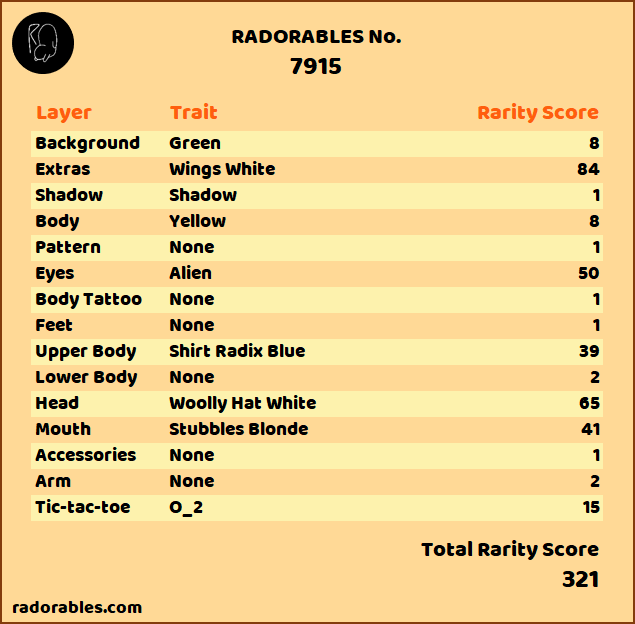 RADORABLES No.
7915
Layer Trait Rarity Score
Background Green 8
Extras Wings White 84
Shadow Shadow 1
Body Yellow 8
Pattern None 1
Eyes Alien 50
Body Tattoo None 1
Feet None 1
Upper Body Shirt Radix Blue 39
Lower Body None 2
Head Woolly Hat White 65
Mouth Stubbles Blonde 41
Accessories None 1
Arm None 2
Tic-tac-toe O_2 15
Total Rarity Score
321
radorables.com